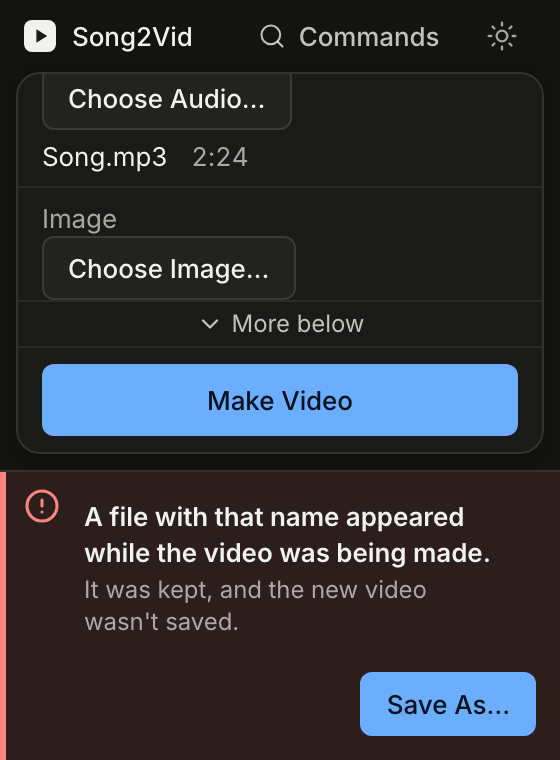 Song2Vid
Commands
Choose Audio...
Song.mp3 2:24
Image
Choose Image...
More below
Make Video
A file with that name appeared
while the video was being made.
It was kept, and the new video
wasn't saved.
Save As...